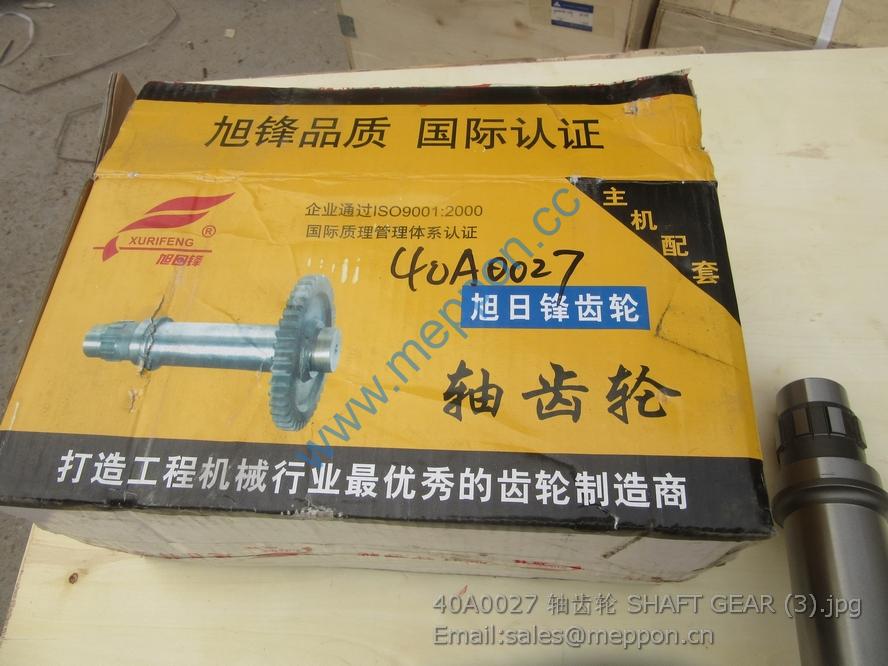 旭锋品质 国际认证
主机配套
XURIFENG ®
旭日锋
企业通过ISO9001:2000
国际质理管理体系认证
40A0027
旭日锋齿轮
轴齿轮
打造工程机械行业最优秀的齿轮制造商
www.meppon.cc
40A0027 轴齿轮 SHAFT GEAR (3).jpg
Email:sales@meppon.cn